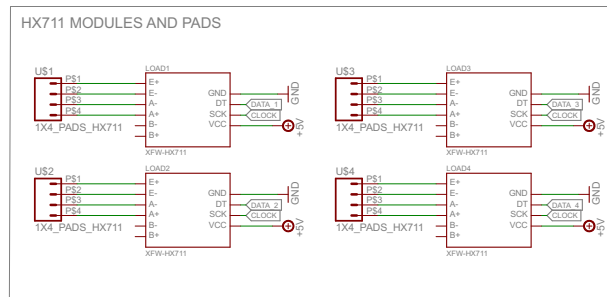 HX711 MODULES AND PADS
U$1
P$1
P$2
P$3
P$4
1X4_PADS_HX711
LOAD1
E+
E-
A-
A+
B-
B+
GND
DT
SCK
VCC
XFW-HX711
DATA_1
CLOCK
GND
+5V
U$3
P$1
P$2
P$3
P$4
1X4_PADS_HX711
LOAD3
E+
E-
A-
A+
B-
B+
GND
DT
SCK
VCC
XFW-HX711
DATA_3
CLOCK
GND
+5V
U$2
P$1
P$2
P$3
P$4
1X4_PADS_HX711
LOAD2
E+
E-
A-
A+
B-
B+
GND
DT
SCK
VCC
XFW-HX711
DATA_2
CLOCK
GND
+5V
U$4
P$1
P$2
P$3
P$4
1X4_PADS_HX711
LOAD4
E+
E-
A-
A+
B-
B+
GND
DT
SCK
VCC
XFW-HX711
DATA_4
CLOCK
GND
+5V